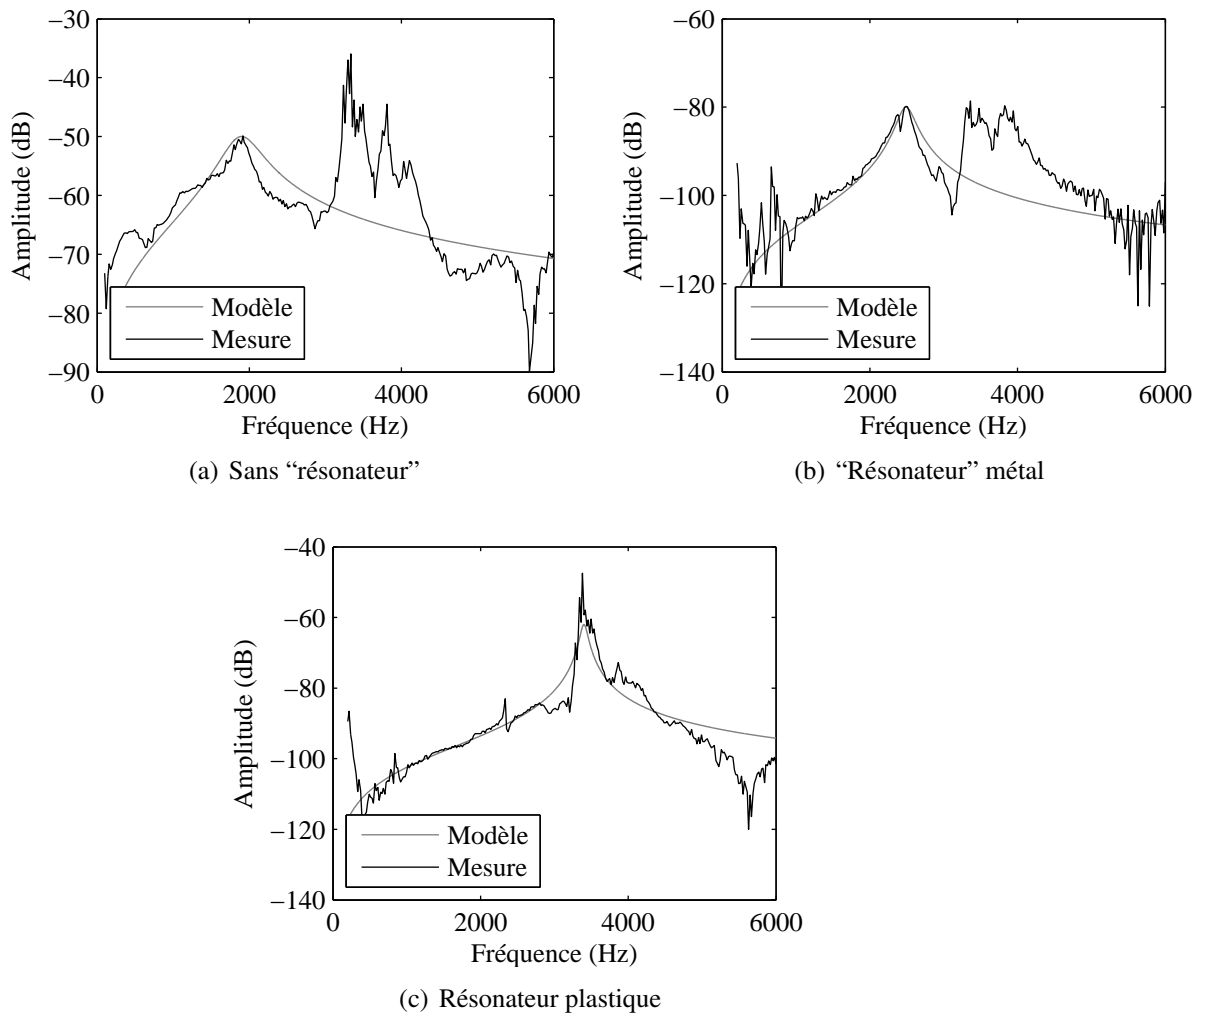 −30
−40
−50
−60
−70
−80
−90
0 2000 4000 6000
Amplitude (dB)
Fréquence (Hz)
Modèle
Mesure
(a) Sans “résonateur”
−60
−80
−100
−120
−140
0 2000 4000 6000
Amplitude (dB)
Fréquence (Hz)
Modèle
Mesure
(b) “Résonateur” métal
−40
−60
−80
−100
−120
−140
0 2000 4000 6000
Amplitude (dB)
Fréquence (Hz)
Modèle
Mesure
(c) Résonateur plastique